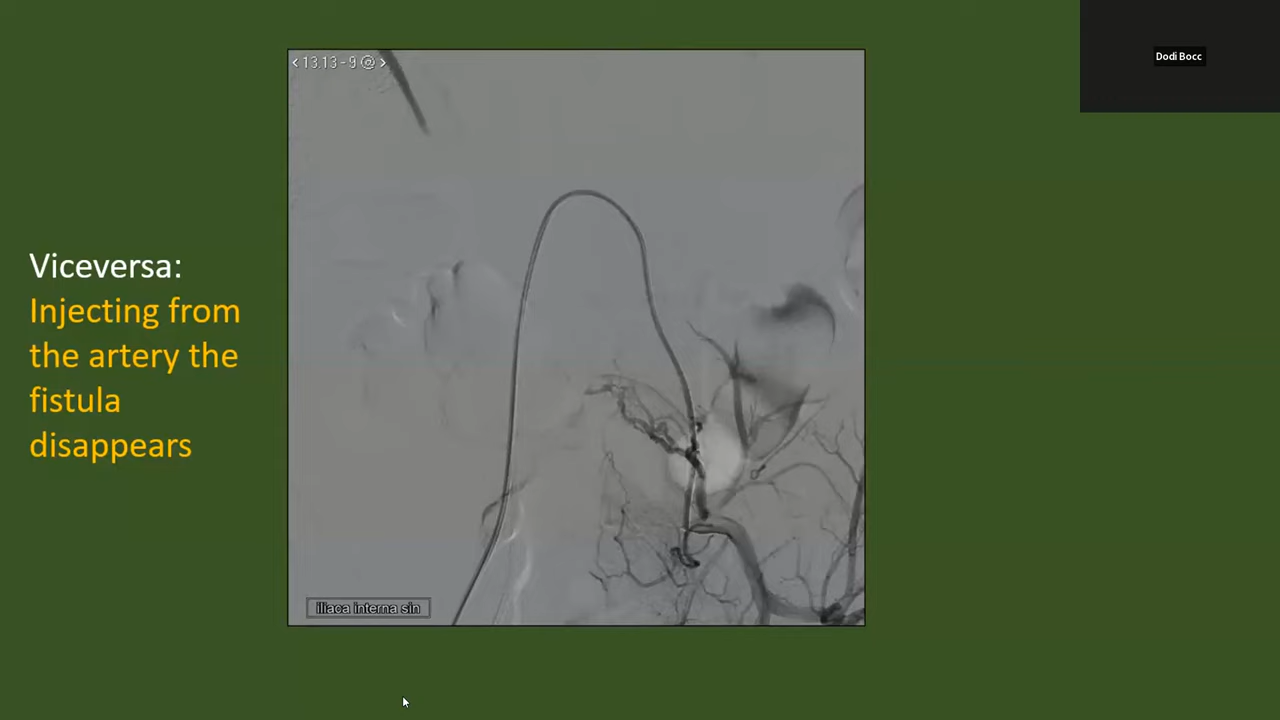 Dodi Bocc
< 13.13 - 9 @ >
Viceversa:
Injecting from
the artery the
fistula
disappears
iliaca interna sin